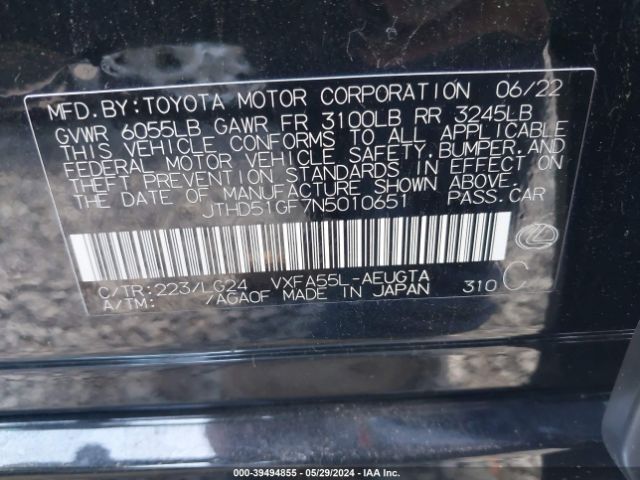 MFD.BY:TOYOTA MOTOR CORPORATION 06/22
GVWR 6055LB GAWR FR 3100LB RR 3245LB
THIS VEHICLE CONFORMS TO ALL APPLICABLE
FEDERAL MOTOR VEHICLE SAFETY,BUMPER,AND
THEFT PREVENTION STANDARDS IN EFFECT ON
THE DATE OF MANUFACTURE SHOWN ABOVE.
JTHD51GF7N5010651 PASS.CAR
C/TR:223/LG24 VXFA55L-AEUGTA
A/TM: /AGA0F MADE IN JAPAN 310 C
000-39494855 - 05/29/2024 - IAA Inc.